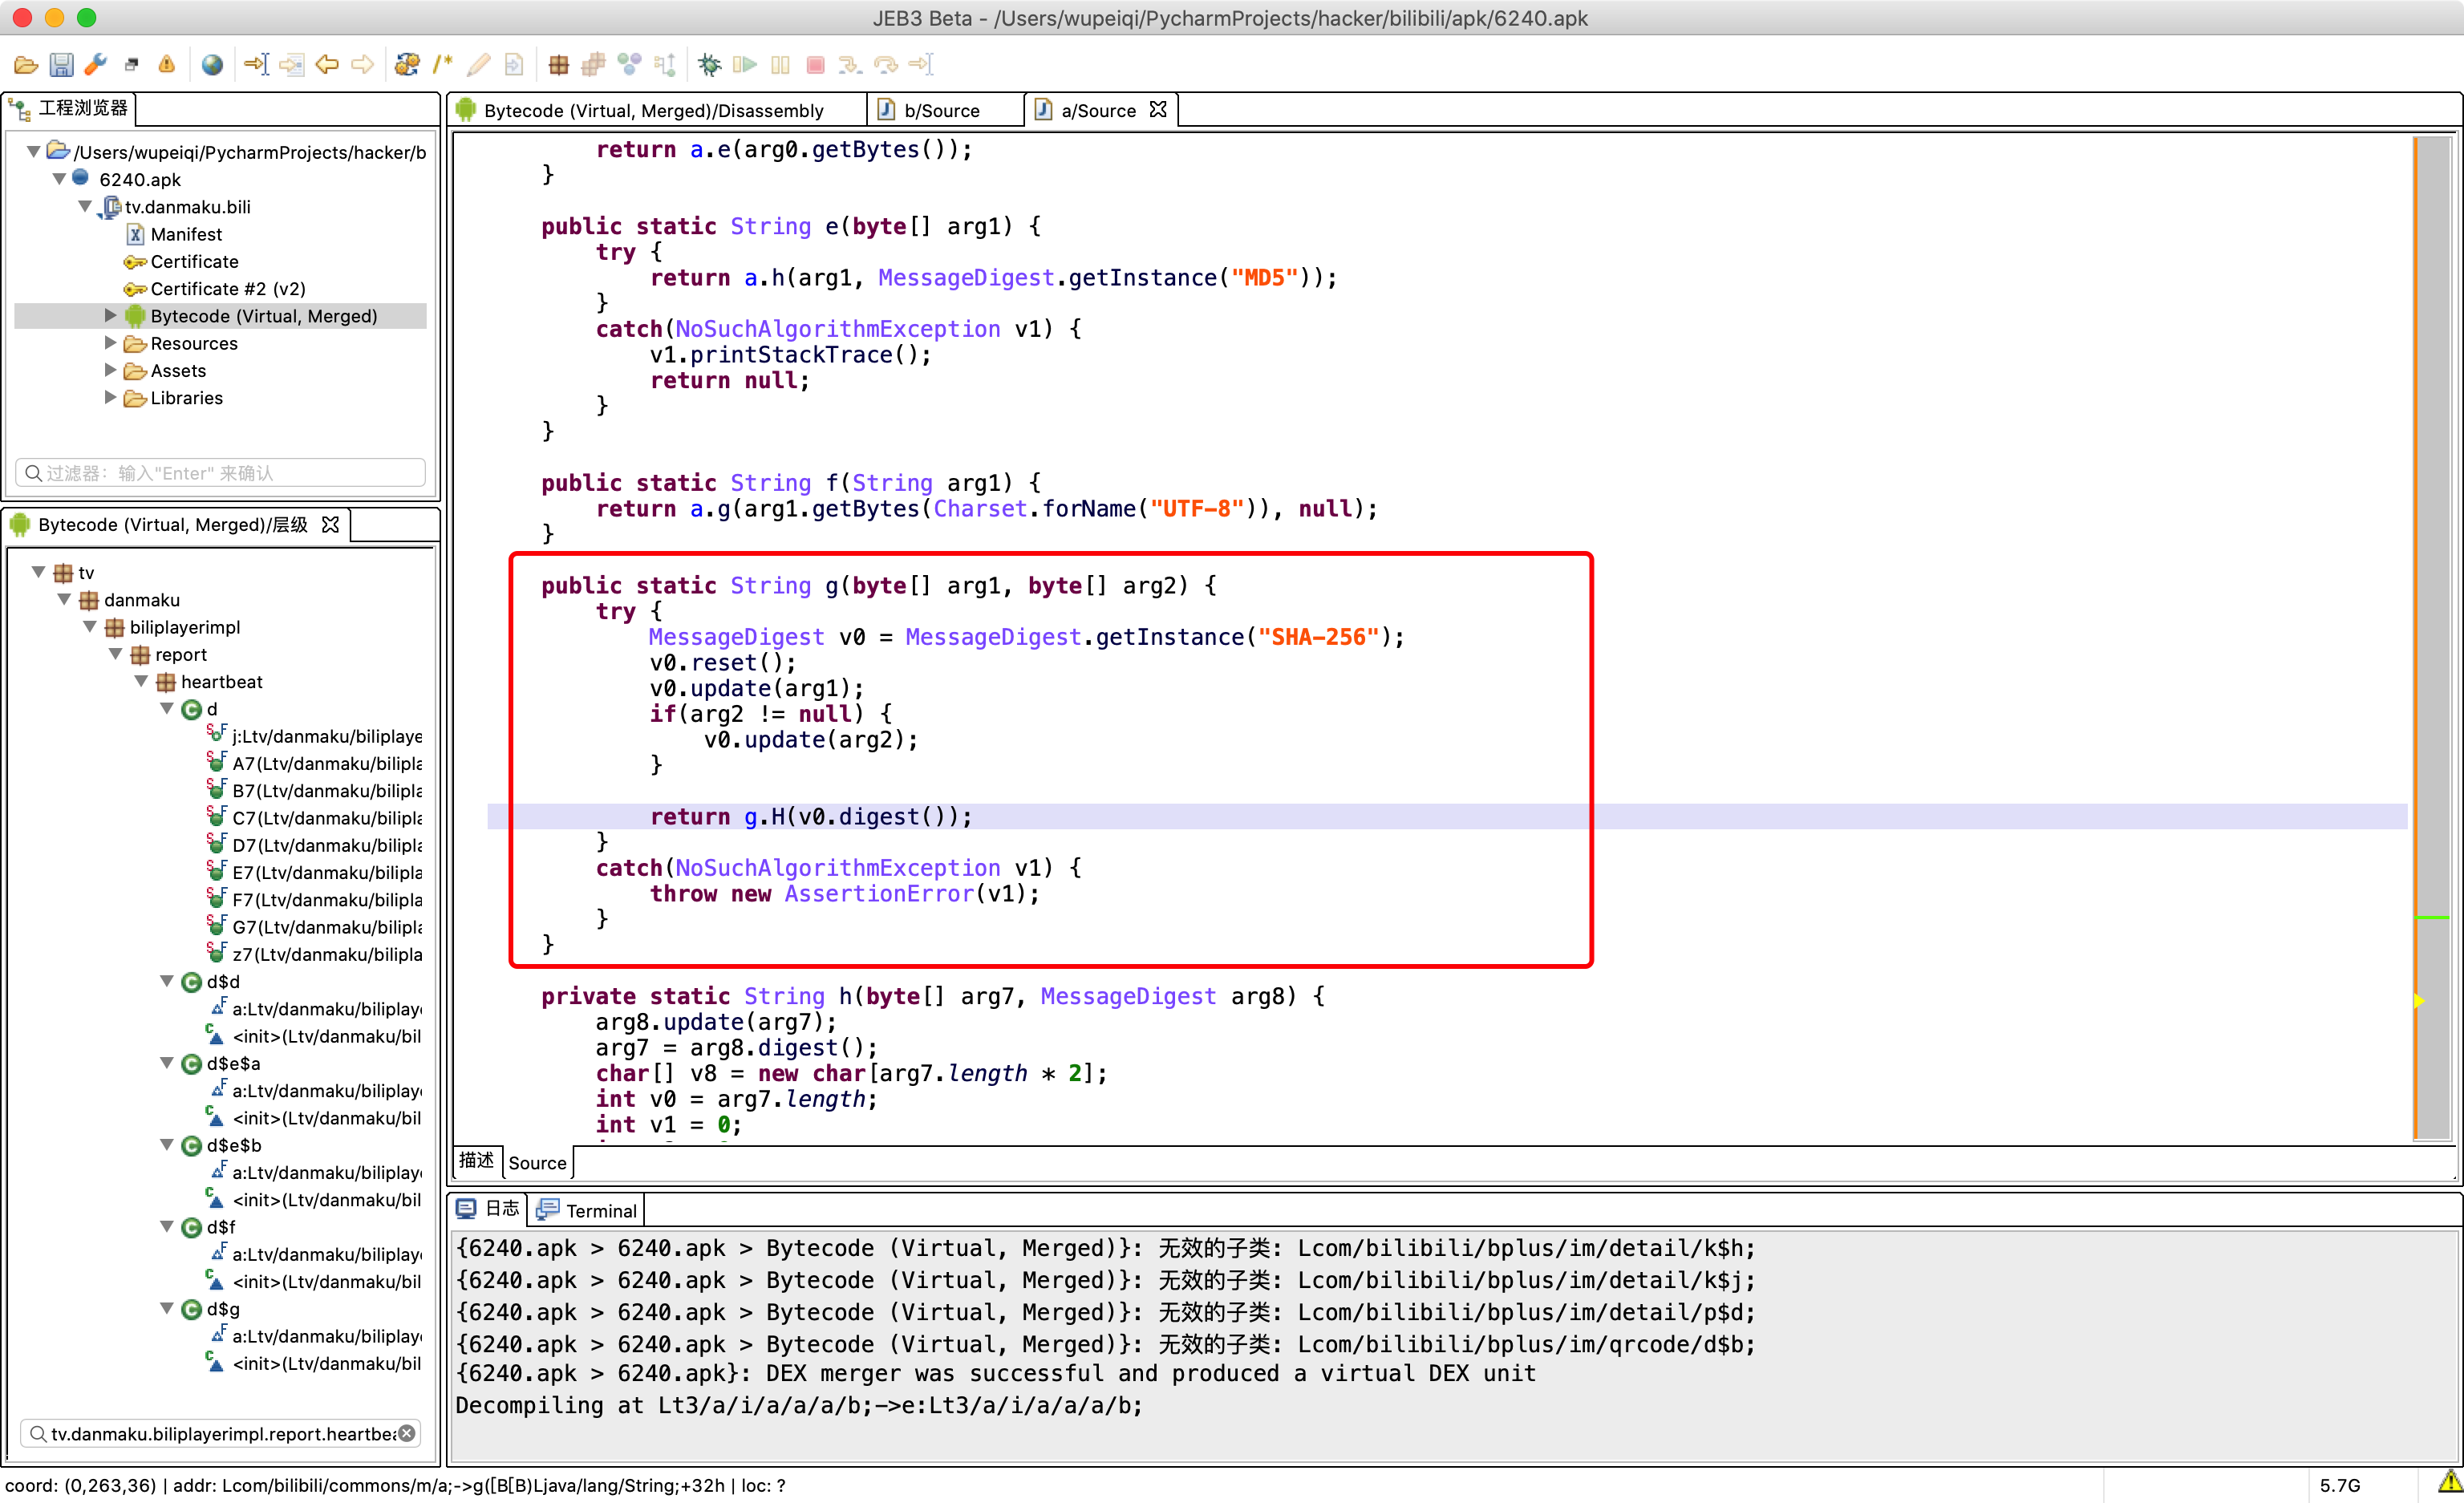 JEB3 Beta - /Users/wupeiqi/PycharmProjects/hacker/bilibili/apk/6240.apk
工程浏览器
/Users/wupeiqi/PycharmProjects/hacker/b
6240.apk
tv.danmaku.bili
Manifest
Certificate
Certificate #2 (v2)
Bytecode (Virtual, Merged)
Resources
Assets
Libraries
过滤器: 输入"Enter" 来确认
Bytecode (Virtual, Merged)/层级
tv
danmaku
biliplayerimpl
report
heartbeat
d
j:Ltv/danmaku/biliplaye
A7(Ltv/danmaku/bilipla
B7(Ltv/danmaku/bilipla
C7(Ltv/danmaku/bilipla
D7(Ltv/danmaku/bilipla
E7(Ltv/danmaku/bilipla
F7(Ltv/danmaku/bilipla
G7(Ltv/danmaku/bilipla
z7(Ltv/danmaku/bilipla
d$d
a:Ltv/danmaku/biliplaye
<init>(Ltv/danmaku/bil
d$e$a
a:Ltv/danmaku/biliplaye
<init>(Ltv/danmaku/bil
d$e$b
a:Ltv/danmaku/biliplaye
<init>(Ltv/danmaku/bil
d$f
a:Ltv/danmaku/biliplaye
<init>(Ltv/danmaku/bil
d$g
a:Ltv/danmaku/biliplaye
<init>(Ltv/danmaku/bil
tv.danmaku.biliplayerimpl.report.heartbea
Bytecode (Virtual, Merged)/Disassembly
b/Source
a/Source
return a.e(arg0.getBytes());
}
public static String e(byte[] arg1) {
try {
return a.h(arg1, MessageDigest.getInstance("MD5"));
}
catch(NoSuchAlgorithmException v1) {
v1.printStackTrace();
return null;
}
}
public static String f(String arg1) {
return a.g(arg1.getBytes(Charset.forName("UTF-8")), null);
}
public static String g(byte[] arg1, byte[] arg2) {
try {
MessageDigest v0 = MessageDigest.getInstance("SHA-256");
v0.reset();
v0.update(arg1);
if(arg2 != null) {
v0.update(arg2);
}
return g.H(v0.digest());
}
catch(NoSuchAlgorithmException v1) {
throw new AssertionError(v1);
}
}
private static String h(byte[] arg7, MessageDigest arg8) {
arg8.update(arg7);
arg7 = arg8.digest();
char[] v8 = new char[arg7.length * 2];
int v0 = arg7.length;
int v1 = 0;
描述
Source
日志
Terminal
{6240.apk > 6240.apk > Bytecode (Virtual, Merged)}: 无效的子类: Lcom/bilibili/bplus/im/detail/k$h;
{6240.apk > 6240.apk > Bytecode (Virtual, Merged)}: 无效的子类: Lcom/bilibili/bplus/im/detail/k$j;
{6240.apk > 6240.apk > Bytecode (Virtual, Merged)}: 无效的子类: Lcom/bilibili/bplus/im/detail/p$d;
{6240.apk > 6240.apk > Bytecode (Virtual, Merged)}: 无效的子类: Lcom/bilibili/bplus/im/qrcode/d$b;
{6240.apk > 6240.apk}: DEX merger was successful and produced a virtual DEX unit
Decompiling at Lt3/a/i/a/a/a/b;->e:Lt3/a/i/a/a/a/b;
coord: (0,263,36) | addr: Lcom/bilibili/commons/m/a;->g([B[B)Ljava/lang/String;+32h | loc: ?
5.7G